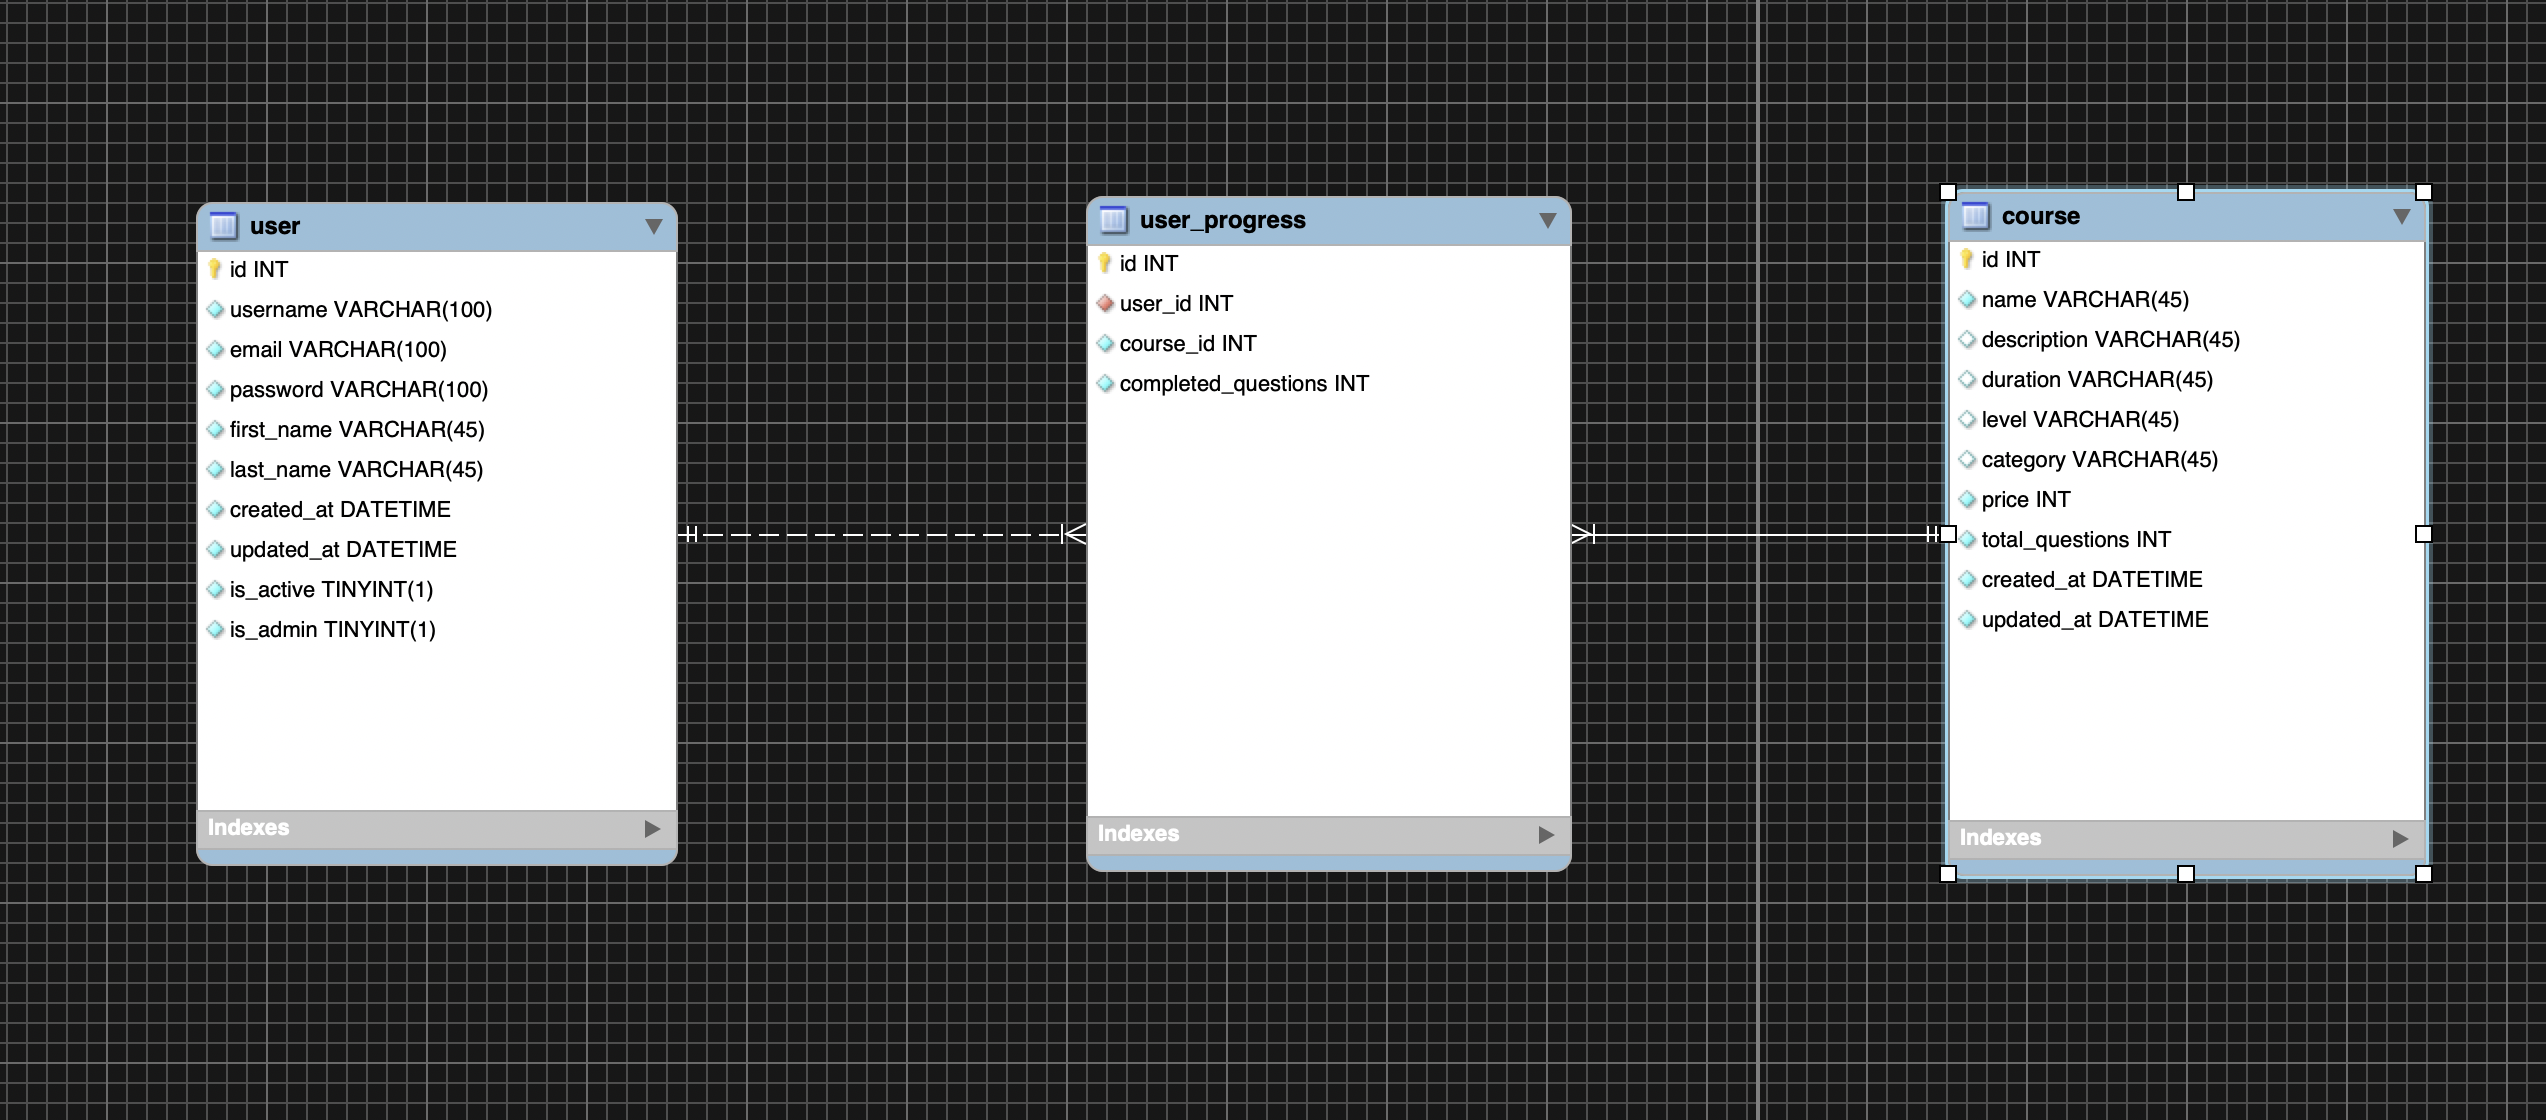 user
id INT
username VARCHAR(100)
email VARCHAR(100)
password VARCHAR(100)
first_name VARCHAR(45)
last_name VARCHAR(45)
created_at DATETIME
updated_at DATETIME
is_active TINYINT(1)
is_admin TINYINT(1)
Indexes
user_progress
id INT
user_id INT
course_id INT
completed_questions INT
Indexes
course
id INT
name VARCHAR(45)
description VARCHAR(45)
duration VARCHAR(45)
level VARCHAR(45)
category VARCHAR(45)
price INT
total_questions INT
created_at DATETIME
updated_at DATETIME
Indexes